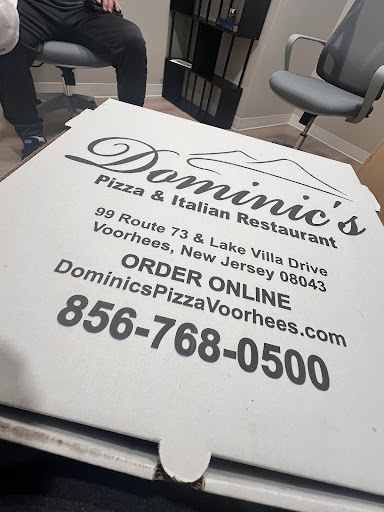 Dominic's
Pizza & Italian Restaurant
99 Route 73 & Lake Villa Drive
Voorhees, New Jersey 08043
ORDER ONLINE
DominicsPizzaVoorhees.com
856-768-0500